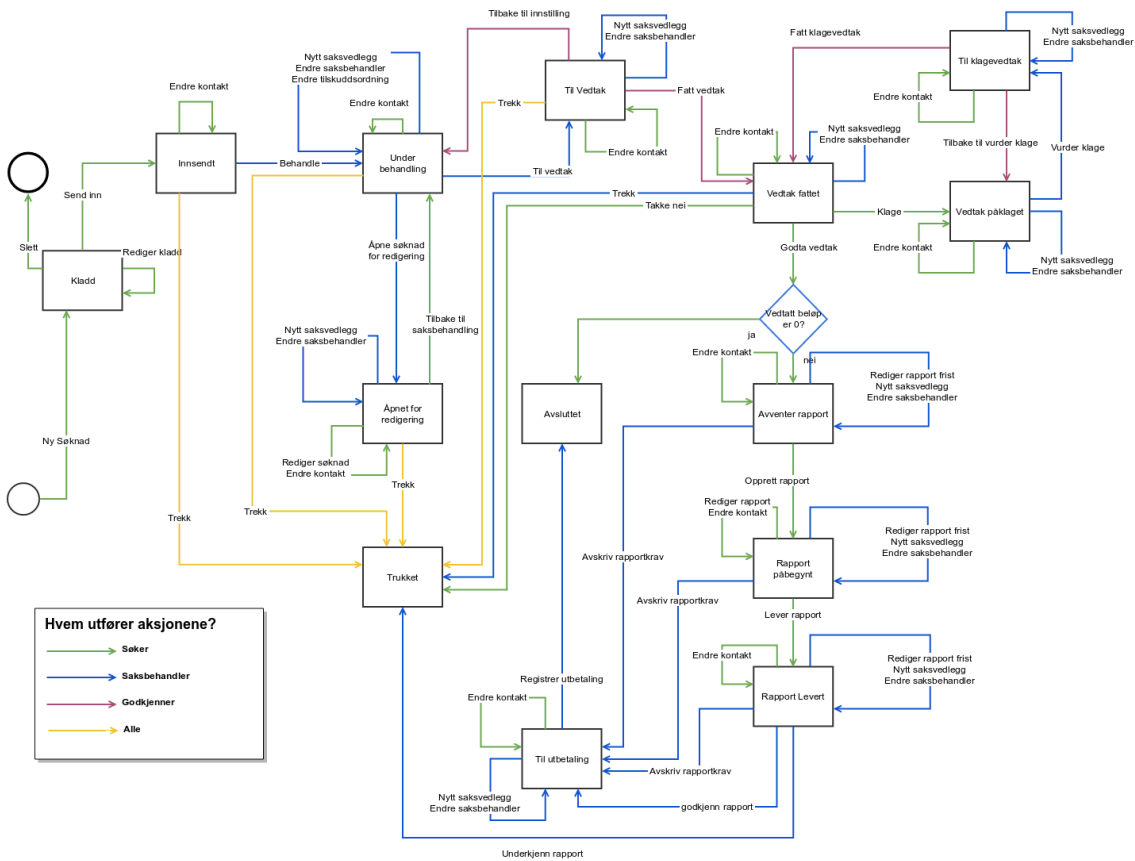 Tilbake til innstilling
Nytt saksvedlegg
Endre saksbehandler
Fatt klagevedtak
Nytt saksvedlegg
Endre saksbehandler
Nytt saksvedlegg
Endre saksbehandler
Endre tilskuddsordning
Til klagevedtak
Endre kontakt
Til Vedtak
Fatt vedtak
Endre kontakt
Trekk
Endre kontakt
Endre kontakt
Nytt saksvedlegg
Endre saksbehandler
Tilbake til vurder klage
Vurder klage
Innsendt
Behandle
Under
behandling
Endre kontakt
Til vedtak
Vedtak fattet
Send inn
Trekk
Takke nei
Klage
Vedtak påklaget
Slett
Rediger kladd
Åpne søknad
for redigering
Godta vedtak
Endre kontakt
Nytt saksvedlegg
Endre saksbehandler
Kladd
Tilbake til
saksbehandling
Vedtatt beløp
er 0?
ja
nei
Nytt saksvedlegg
Endre saksbehandler
Endre kontakt
Rediger rapport frist
Nytt saksvedlegg
Endre saksbehandler
Åpnet for
redigering
Avsluttet
Avventer rapport
Ny Søknad
Rediger søknad
Endre kontakt
Trekk
Opprett rapport
Rediger rapport
Endre kontakt
Trekk
Trekk
Rediger rapport frist
Nytt saksvedlegg
Endre saksbehandler
Avskriv rapportkrav
Rapport
påbegynt
Trukket
Avskriv rapportkrav
Lever rapport
Hvem utfører aksjonene?
Søker
Saksbehandler
Godkjenner
Alle
Endre kontakt
Rediger rapport frist
Nytt saksvedlegg
Endre saksbehandler
Registrer utbetaling
Rapport Levert
Endre kontakt
Til utbetaling
Avskriv rapportkrav
Nytt saksvedlegg
Endre saksbehandler
godkjenn rapport
Underkjenn rapport